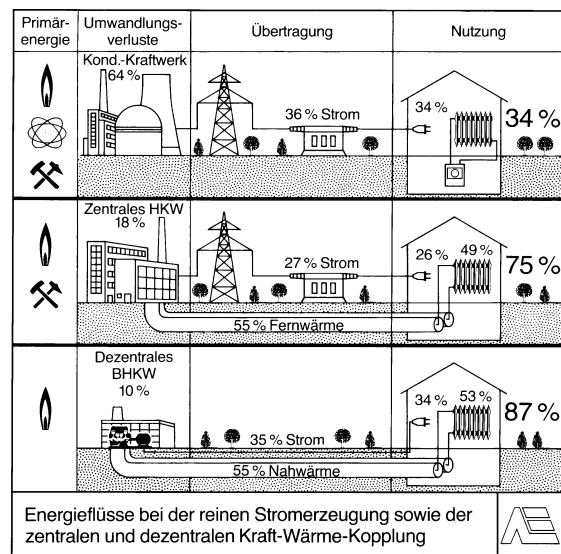 Primär-
energie
Umwandlungs-
verluste
Übertragung
Nutzung
Kond.-Kraftwerk
64 %
36 % Strom
34 %
34 %
Zentrales HKW
18 %
27 % Strom
26 %
49 %
75 %
55 % Fernwärme
Dezentrales
BHKW
10 %
34 %
53 %
87 %
35 % Strom
55 % Nahwärme
Energieflüsse bei der reinen Stromerzeugung sowie der
zentralen und dezentralen Kraft-Wärme-Kopplung